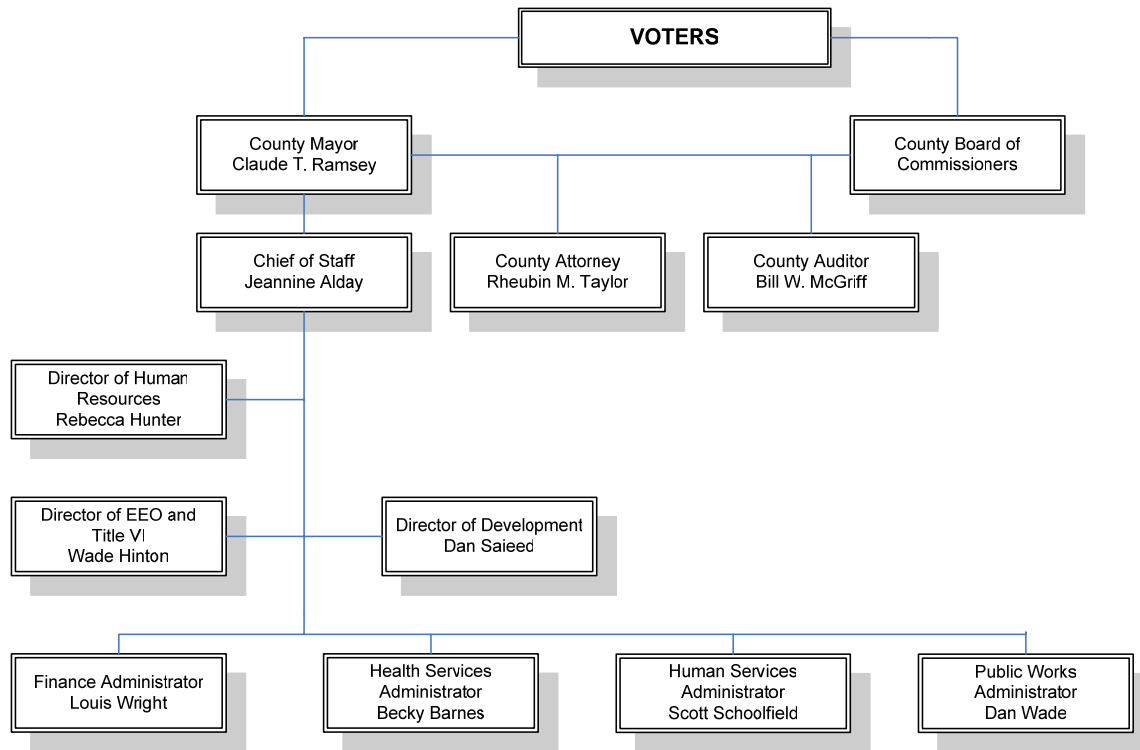 VOTERS
County Mayor
Claude T. Ramsey
County Board of
Commissioners
Chief of Staff
Jeannine Alday
County Attorney
Rheubin M. Taylor
County Auditor
Bill W. McGriff
Director of Human
Resources
Rebecca Hunter
Director of EEO and
Title VI
Wade Hinton
Director of Development
Dan Saieed
Finance Administrator
Louis Wright
Health Services
Administrator
Becky Barnes
Human Services
Administrator
Scott Schoolfield
Public Works
Administrator
Dan Wade